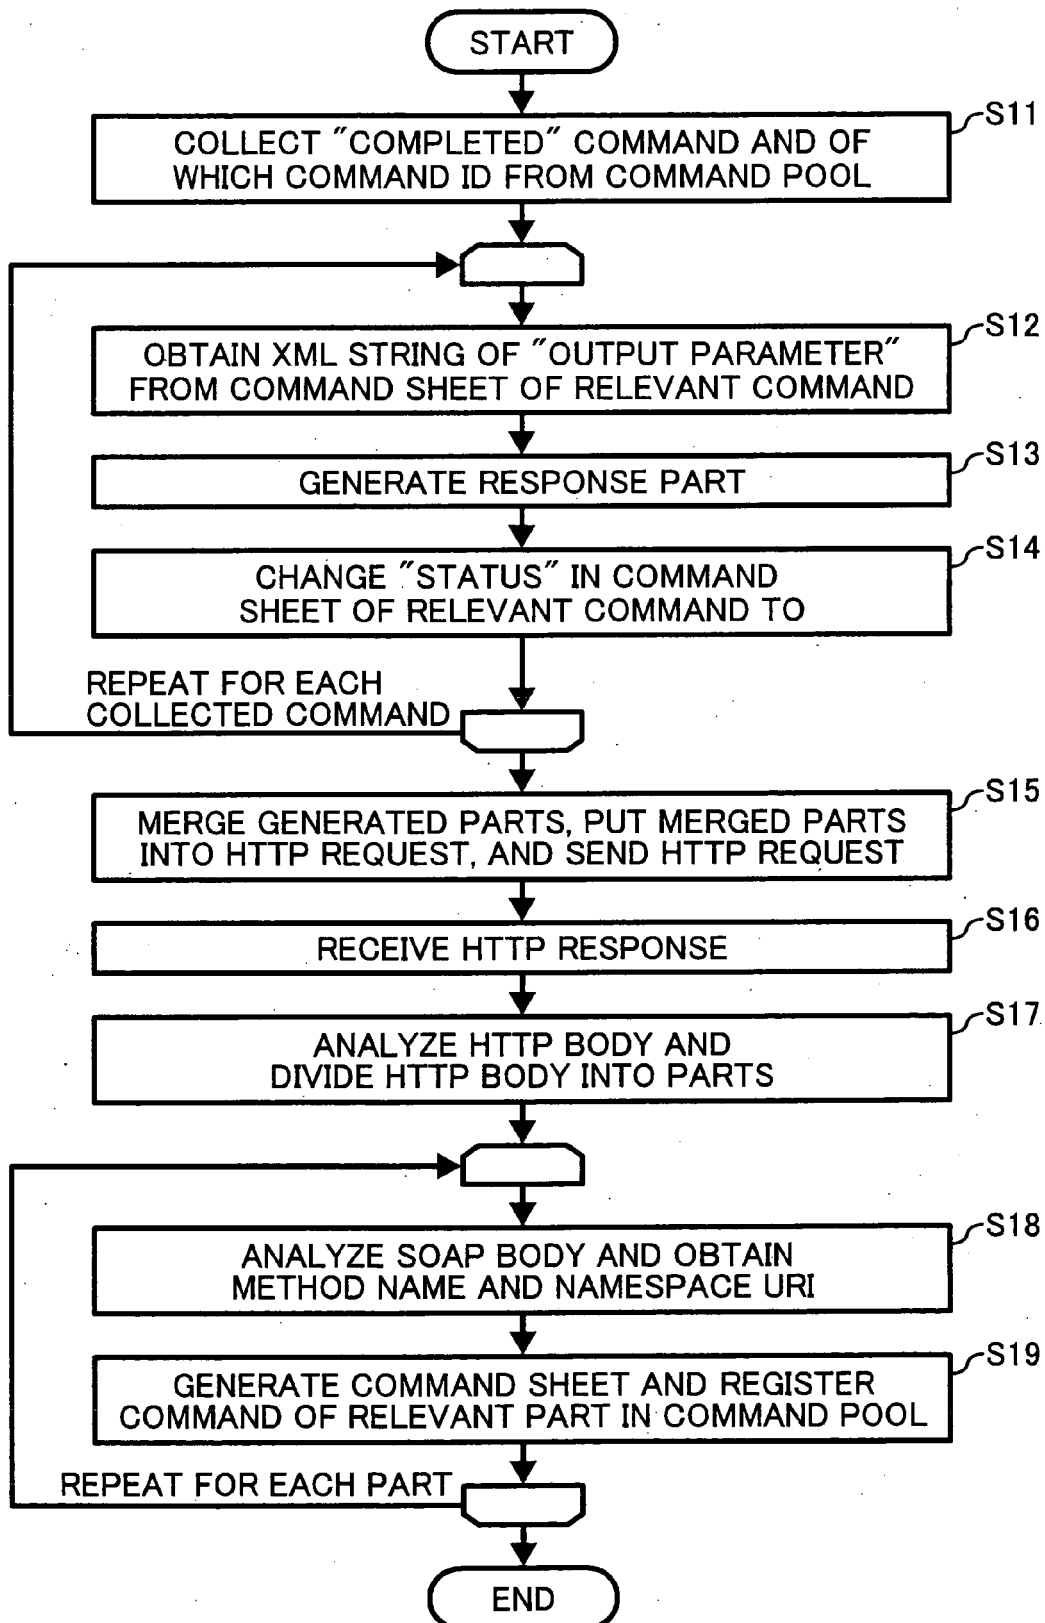 START
S11
COLLECT "COMPLETED" COMMAND AND OF
WHICH COMMAND ID FROM COMMAND POOL
S12
OBTAIN XML STRING OF "OUTPUT PARAMETER"
FROM COMMAND SHEET OF RELEVANT COMMAND
S13
GENERATE RESPONSE PART
S14
CHANGE "STATUS" IN COMMAND
SHEET OF RELEVANT COMMAND TO
REPEAT FOR EACH
COLLECTED COMMAND
S15
MERGE GENERATED PARTS, PUT MERGED PARTS
INTO HTTP REQUEST, AND SEND HTTP REQUEST
S16
RECEIVE HTTP RESPONSE
S17
ANALYZE HTTP BODY AND
DIVIDE HTTP BODY INTO PARTS
S18
ANALYZE SOAP BODY AND OBTAIN
METHOD NAME AND NAMESPACE URI
S19
GENERATE COMMAND SHEET AND REGISTER
COMMAND OF RELEVANT PART IN COMMAND POOL
REPEAT FOR EACH PART
END